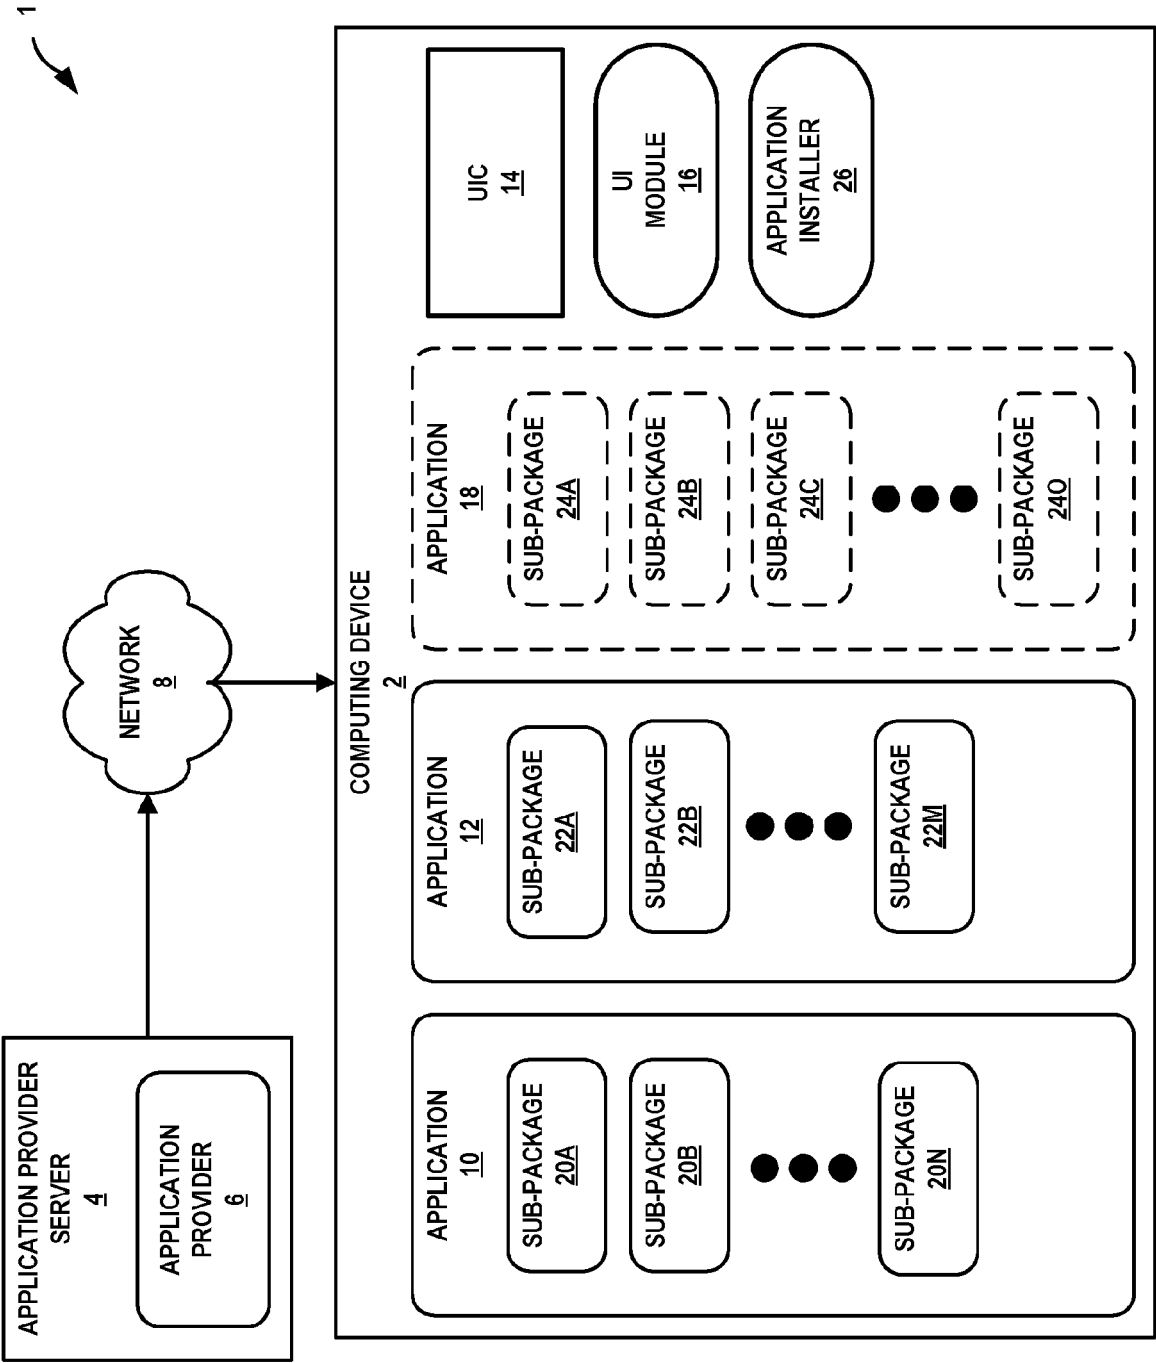 1
APPLICATION PROVIDER
SERVER
4
APPLICATION
PROVIDER
6
NETWORK
8
COMPUTING DEVICE
2
APPLICATION
10
SUB-PACKAGE
20A
SUB-PACKAGE
20B
SUB-PACKAGE
20N
APPLICATION
12
SUB-PACKAGE
22A
SUB-PACKAGE
22B
SUB-PACKAGE
22M
APPLICATION
18
SUB-PACKAGE
24A
SUB-PACKAGE
24B
SUB-PACKAGE
24C
SUB-PACKAGE
24O
UIC
14
UI
MODULE
16
APPLICATION
INSTALLER
26